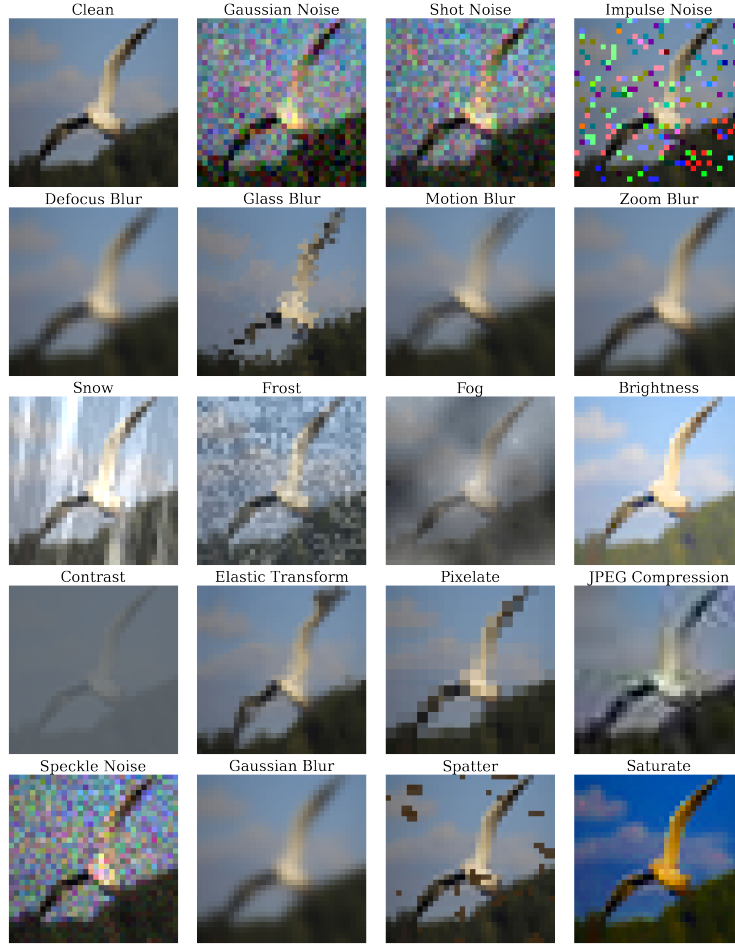 Clean
Gaussian Noise
Shot Noise
Impulse Noise
Defocus Blur
Glass Blur
Motion Blur
Zoom Blur
Snow
Frost
Fog
Brightness
Contrast
Elastic Transform
Pixelate
JPEG Compression
Speckle Noise
Gaussian Blur
Spatter
Saturate